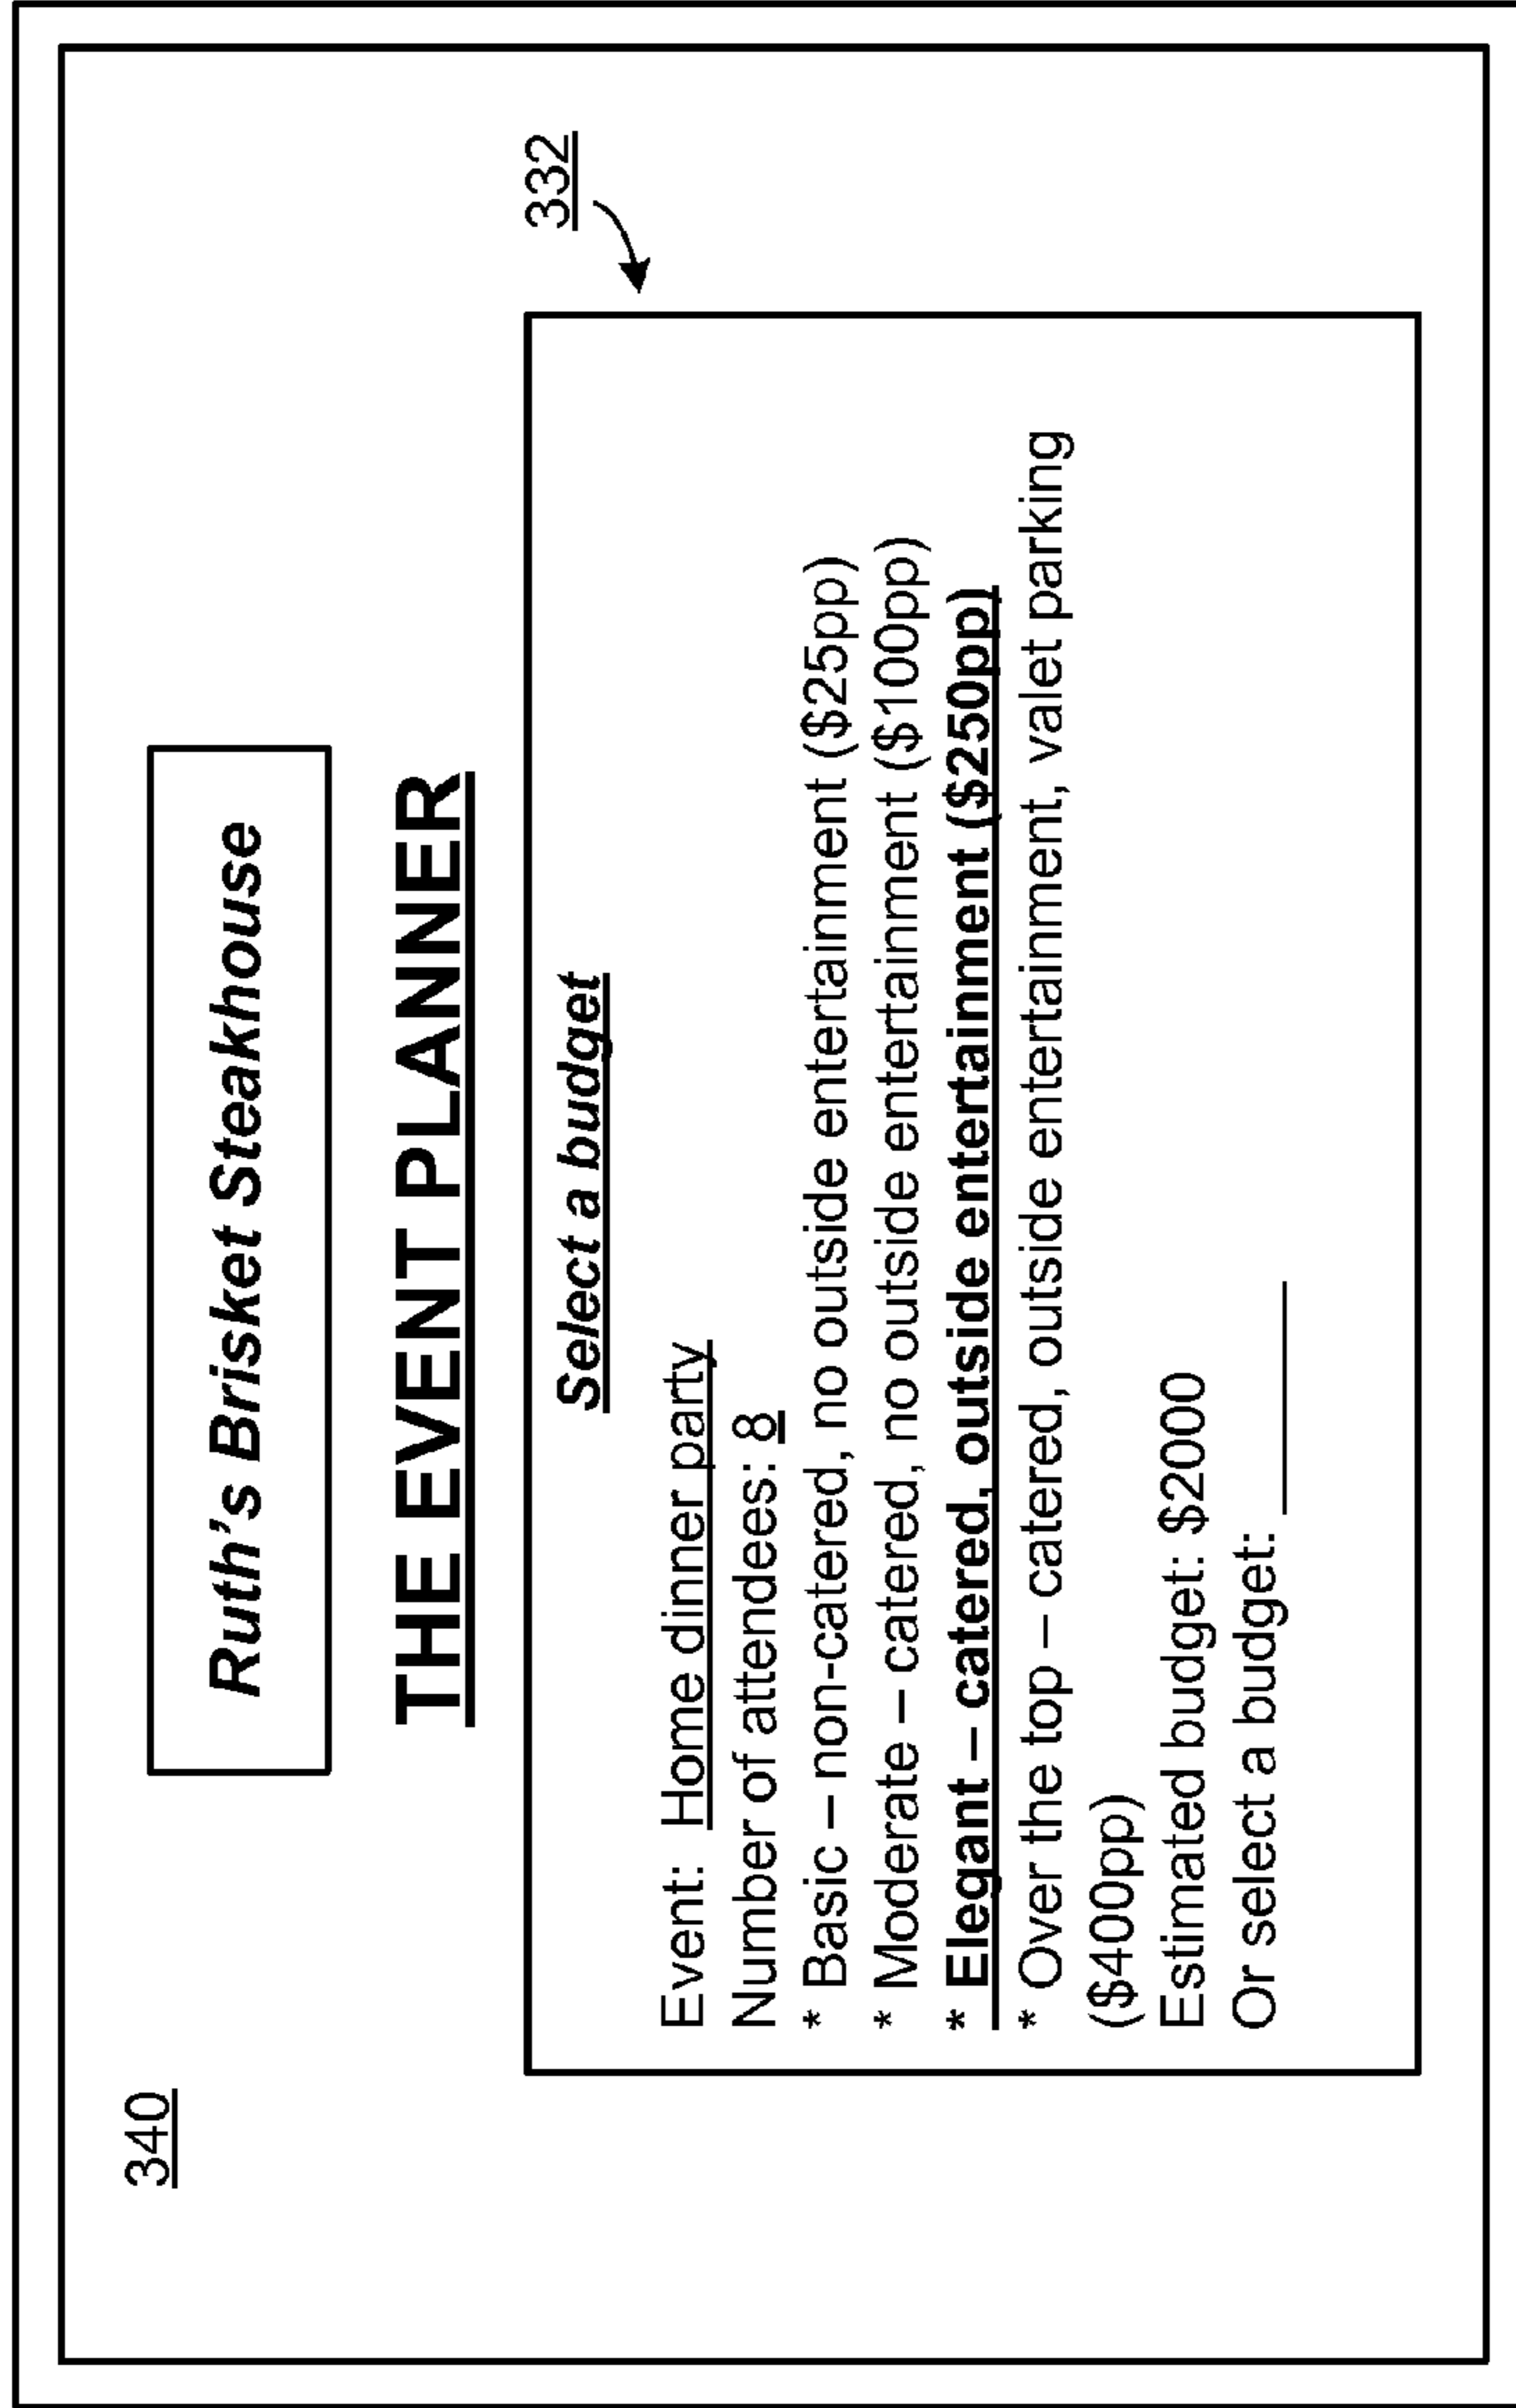 340
Ruth's Brisket Steakhouse
THE EVENT PLANNER
332
Select a budget
Event: Home dinner party
Number of attendees: 8
* Basic – non-catered, no outside entertainment ($25pp)
* Moderate – catered, no outside entertainment ($100pp)
* Elegant – catered, outside entertainment ($250pp)
* Over the top – catered, outside entertainment, valet parking
($400pp)
Estimated budget: $2000
Or select a budget: